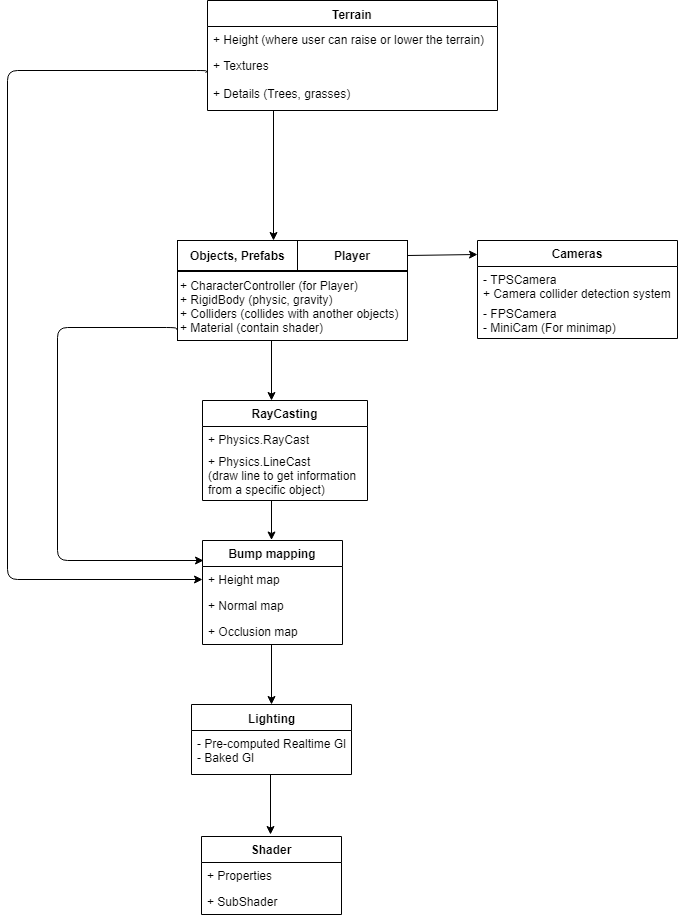 Terrain
+ Height (where user can raise or lower the terrain)
+ Textures
+ Details (Trees, grasses)
Objects, Prefabs
Player
+ CharacterController (for Player)
+ RigidBody (physic, gravity)
+ Colliders (collides with another objects)
+ Material (contain shader)
Cameras
- TPSCamera
+ Camera collider detection system
- FPSCamera
- MiniCam (For minimap)
RayCasting
+ Physics.RayCast
+ Physics.LineCast
(draw line to get information
from a specific object)
Bump mapping
+ Height map
+ Normal map
+ Occlusion map
Lighting
- Pre-computed Realtime GI
- Baked GI
Shader
+ Properties
+ SubShader